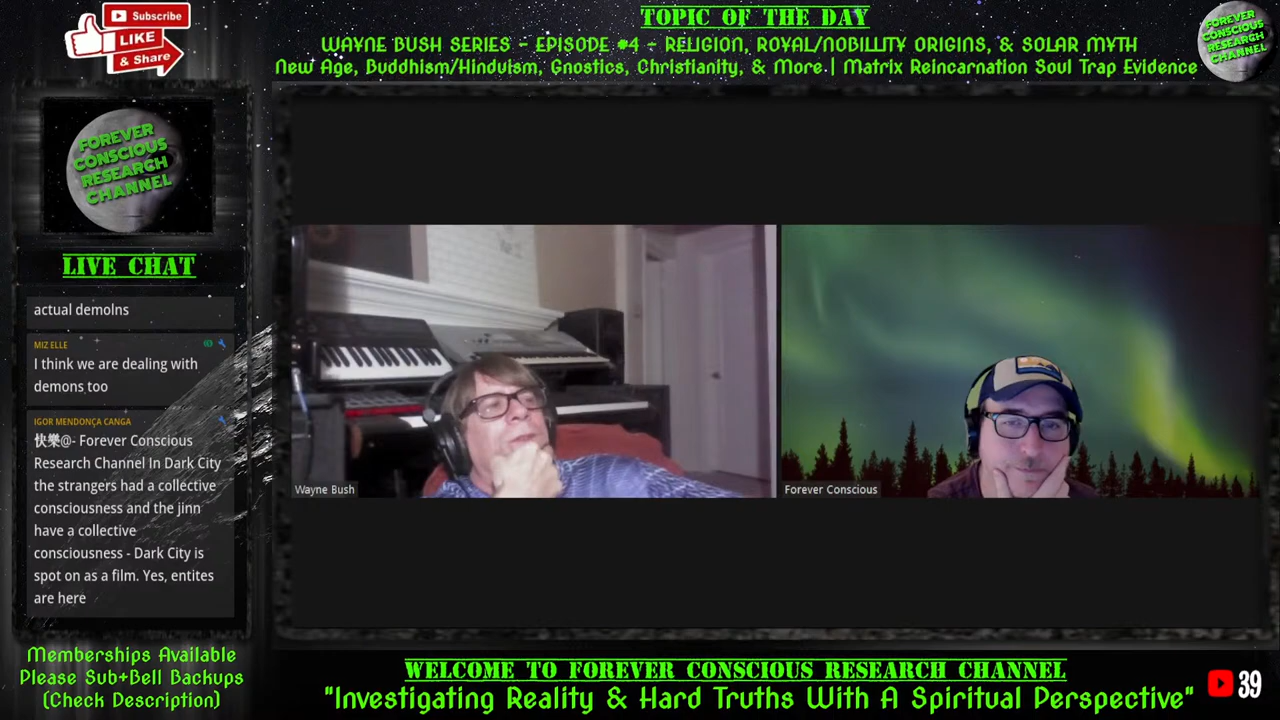 Subscribe
LIKE
& Share
TOPIC OF THE DAY
WAYNE BUSH SERIES - EPISODE #4 - RELIGION, ROYAL/NOBILLITY ORIGINS, & SOLAR MYTH
New Age, Buddhism/Hinduism, Gnostics, Christianity, & More | Matrix Reincarnation Soul Trap Evidence
FOREVER
CONSCIOUS
RESEARCH
CHANNEL
FOREVER
CONSCIOUS
RESEARCH
CHANNEL
LIVE CHAT
actual demolns
MIZ ELLE
I think we are dealing with
demons too
IGOR MENDONÇA CANGA
快樂@- Forever Conscious
Research Channel In Dark City
the strangers had a collective
consciousness and the jinn
have a collective
consciousness - Dark City is
spot on as a film. Yes, entites
are here
Wayne Bush
Forever Conscious
Memberships Available
Please Sub+Bell Backups
(Check Description)
WELCOME TO FOREVER CONSCIOUS RESEARCH CHANNEL
"Investigating Reality & Hard Truths With A Spiritual Perspective"
39